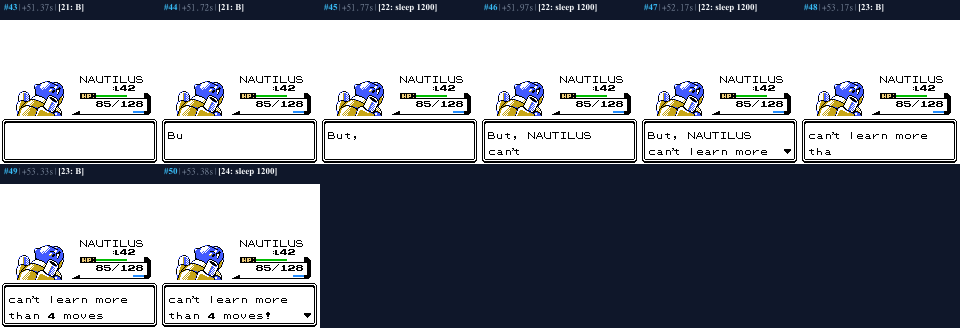 #43|+51.37s|[21: B]
NAUTILUS
:L42
HP:
85/128
#44|+51.72s|[21: B]
NAUTILUS
:L42
HP:
85/128
Bu
#45|+51.77s|[22: sleep 1200]
NAUTILUS
:L42
HP:
85/128
But,
#46|+51.97s|[22: sleep 1200]
NAUTILUS
:L42
HP:
85/128
But, NAUTILUS
can't
#47|+52.17s|[22: sleep 1200]
NAUTILUS
:L42
HP:
85/128
But, NAUTILUS
can't learn more
#48|+53.17s|[23: B]
NAUTILUS
:L42
HP:
85/128
can't learn more
tha
#49|+53.33s|[23: B]
NAUTILUS
:L42
HP:
85/128
can't learn more
than 4 moves
#50|+53.38s|[24: sleep 1200]
NAUTILUS
:L42
HP:
85/128
can't learn more
than 4 moves!